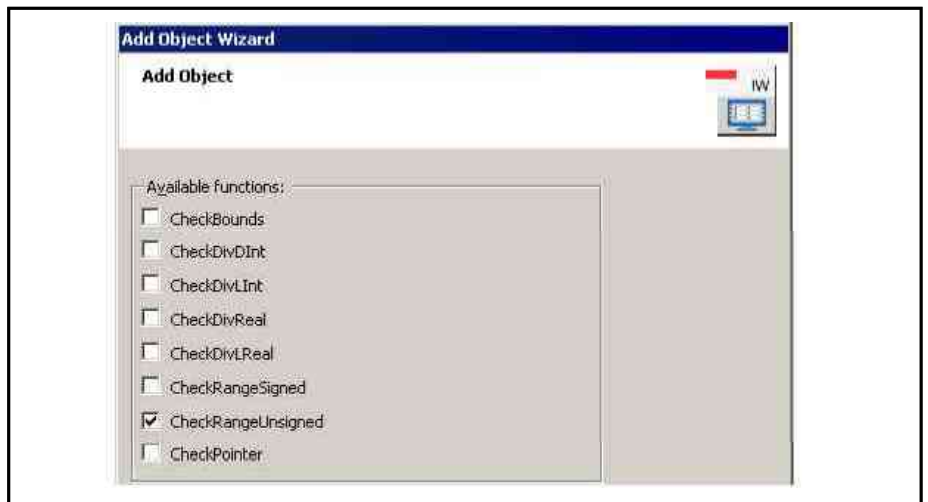 Add Object Wizard
Add Object
IW
Available functions:
CheckBounds
CheckDivDInt
CheckDivLInt
CheckDivReal
CheckDivLReal
CheckRangeSigned
CheckRangeUnsigned
CheckPointer